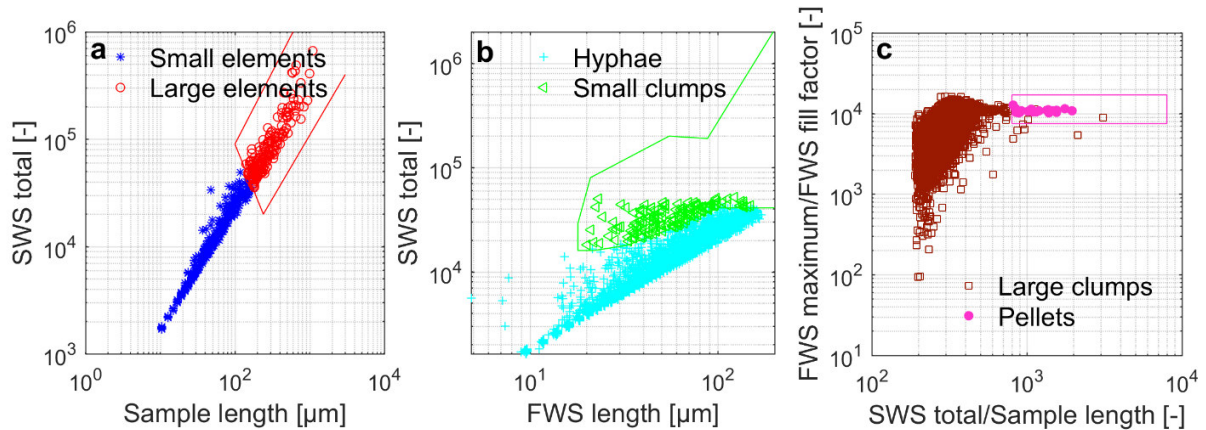 a
Small elements
Large elements
SWS total [-]
10^3
10^4
10^5
10^6
10^0
10^2
10^4
Sample length [µm]
b
Hyphae
Small clumps
SWS total [-]
10^4
10^5
10^6
10^1
10^2
FWS length [µm]
c
Large clumps
Pellets
FWS maximum/FWS fill factor [-]
10^1
10^2
10^3
10^4
10^5
10^2
10^3
10^4
SWS total/Sample length [-]